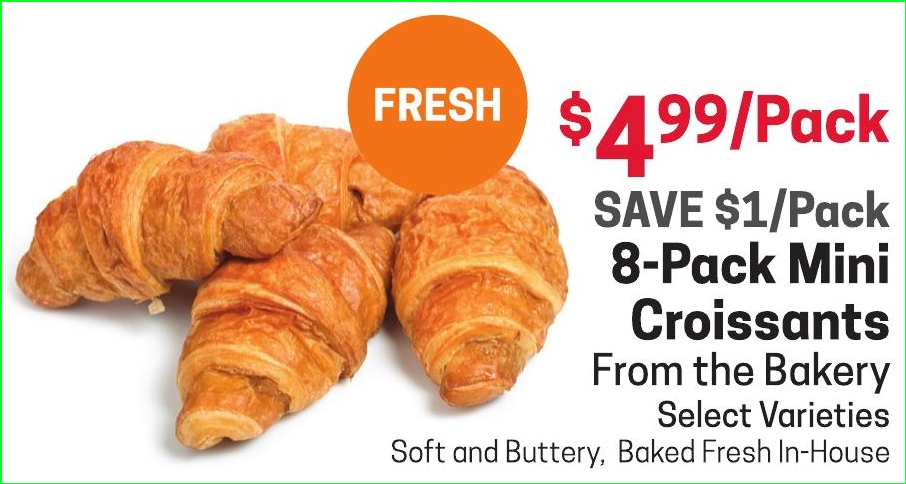 FRESH
$4.99/Pack
SAVE $1/Pack
8-Pack Mini
Croissants
From the Bakery
Select Varieties
Soft and Buttery, Baked Fresh In-House